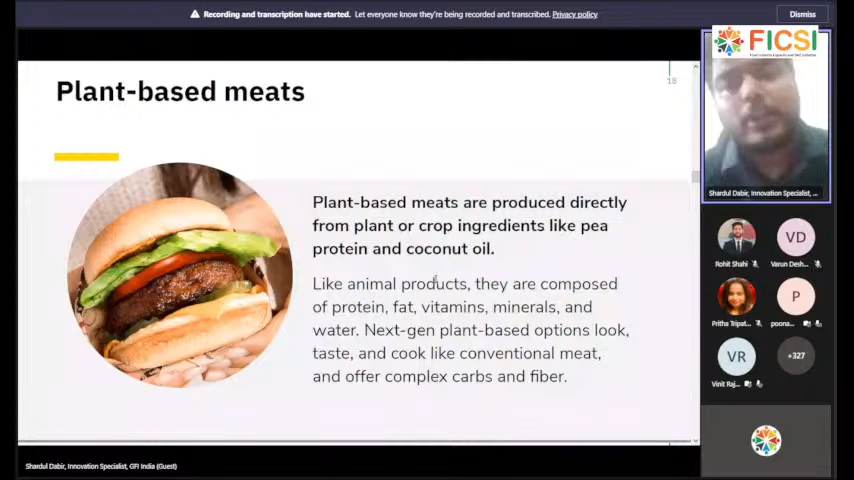 Recording and transcription have started. Let everyone know they're being recorded and transcribed. Privacy policy
Dismiss
FICSI
18
Plant-based meats
Plant-based meats are produced directly
from plant or crop ingredients like pea
protein and coconut oil.
Like animal products, they are composed
of protein, fat, vitamins, minerals, and
water. Next-gen plant-based options look,
taste, and cook like conventional meat,
and offer complex carbs and fiber.
Shardul Dabir, Innovation Specialist, ...
Rohit Shahi
VD
Varun Desh...
Pritha Tripat...
P
poona...
VR
Vinit Raj...
+327
Shardul Dabir, Innovation Specialist, GFI India (Guest)